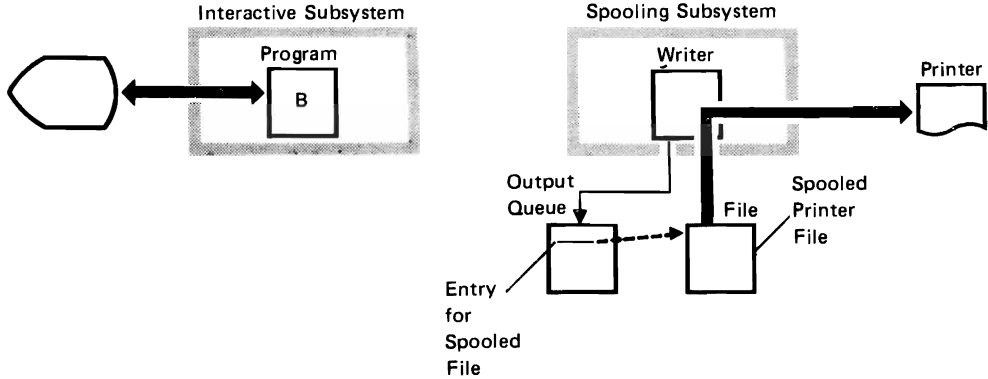 Interactive Subsystem
Program
B
Spooling Subsystem
Writer
Printer
Output
Queue
File
Spooled
Printer
File
Entry
for
Spooled
File